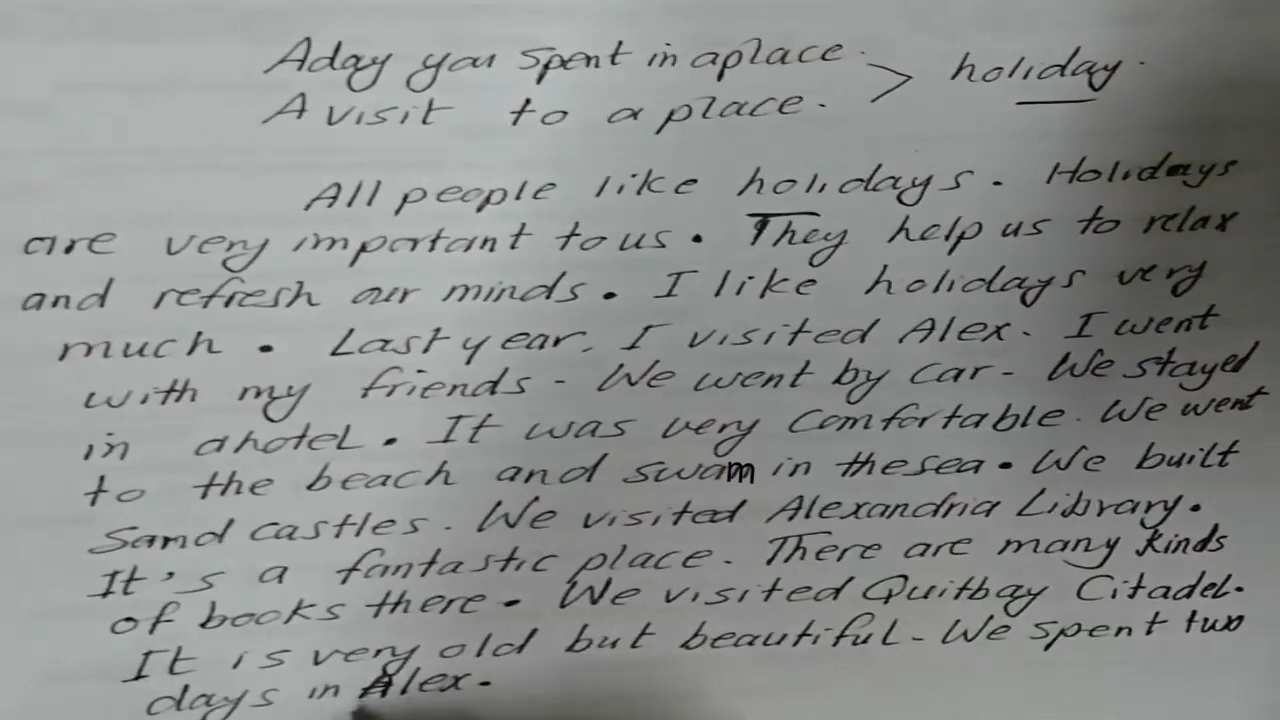 Aday you spent in aplace.
A visit to a place. > holiday.
All people like holidays. Holidays
are very important to us. They help us to relax
and refresh our minds. I like holidays very
much. Last year, I visited Alex. I went
with my friends - We went by car - We stayed
in ahotel. It was very comfortable. We went
to the beach and swam in the sea. We built
Sand castles. We visited Alexandria Library.
It's a fantastic place. There are many kinds
of books there. We visited Quitbay Citadel.
It is very old but beautiful - We spent two
days in Alex.